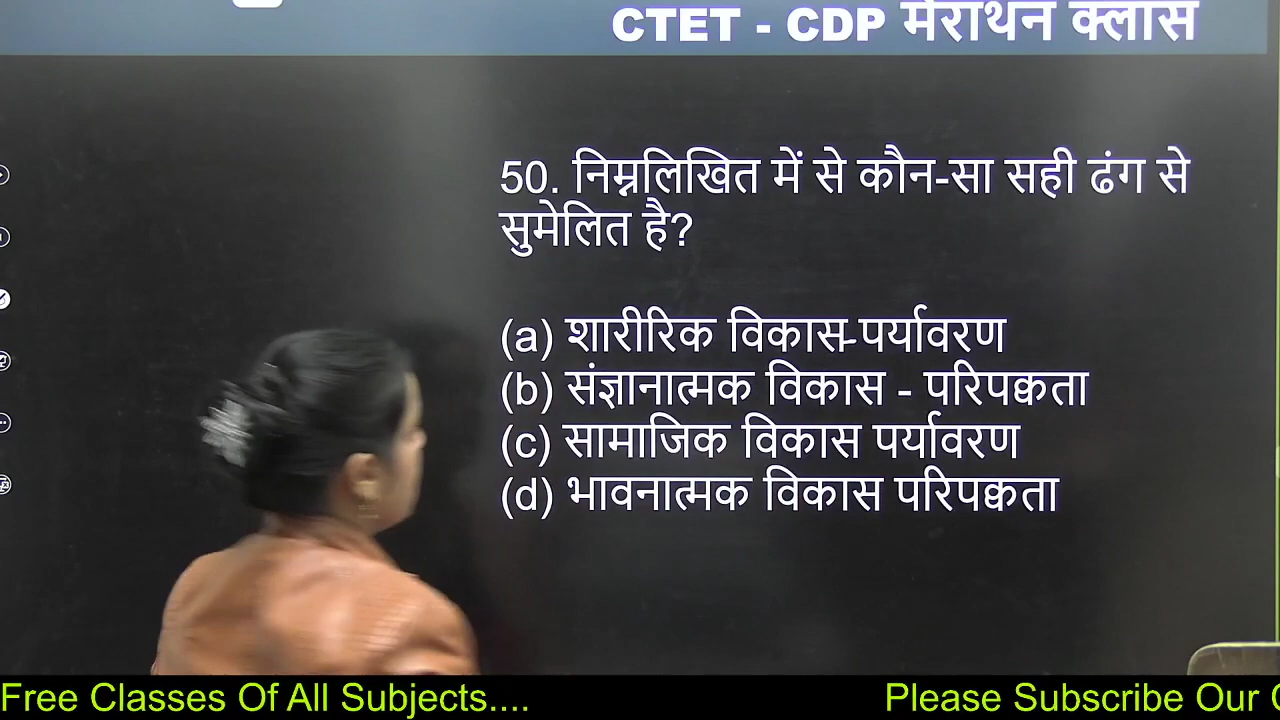 CTET - CDP मैराथन क्लास
50. निम्नलिखित में से कौन-सा सही ढंग से
सुमेलित है?
(a) शारीरिक विकास-पर्यावरण
(b) संज्ञानात्मक विकास - परिपक्वता
(c) सामाजिक विकास पर्यावरण
(d) भावनात्मक विकास परिपक्वता
Free Classes Of All Subjects....
Please Subscribe Our